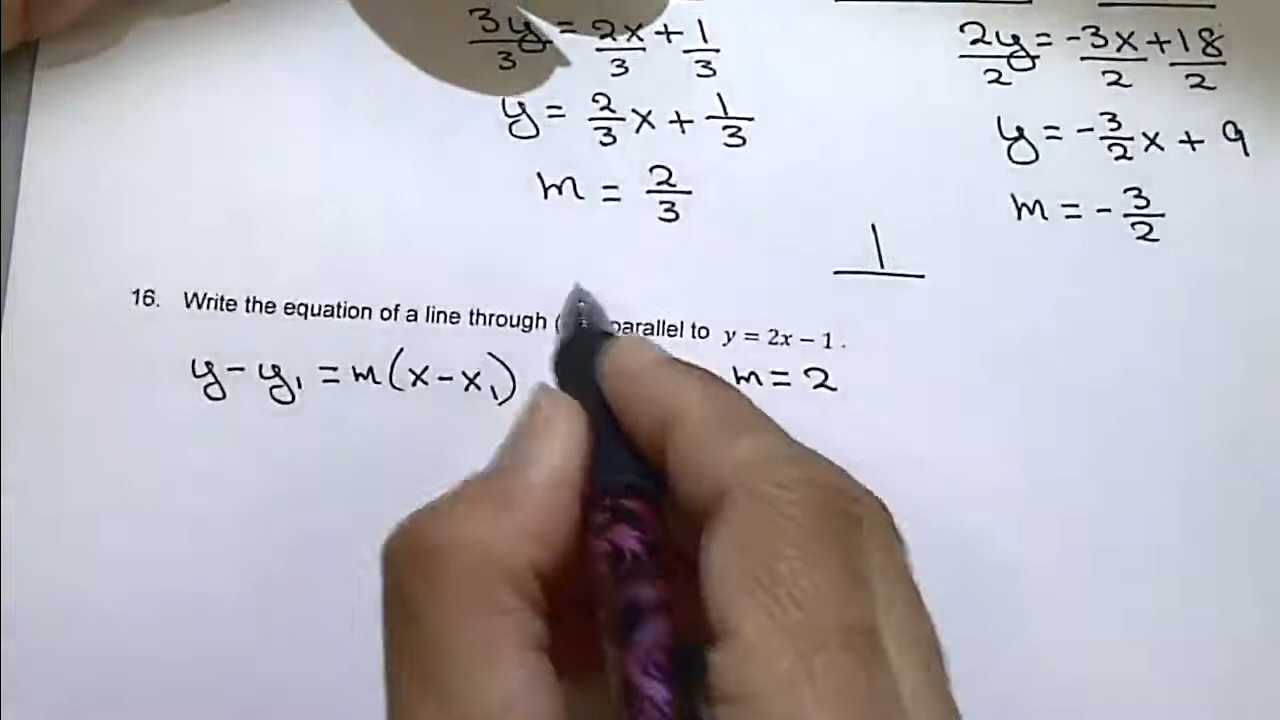 3y/3 = 2x/3 + 1/3
y = 2/3 x + 1/3
m = 2/3
2y/2 = -3x/2 + 18/2
y = -3/2 x + 9
m = -3/2
⊥
16. Write the equation of a line through ( parallel to y = 2x − 1 .
y - y₁ = m(x - x₁)
m = 2